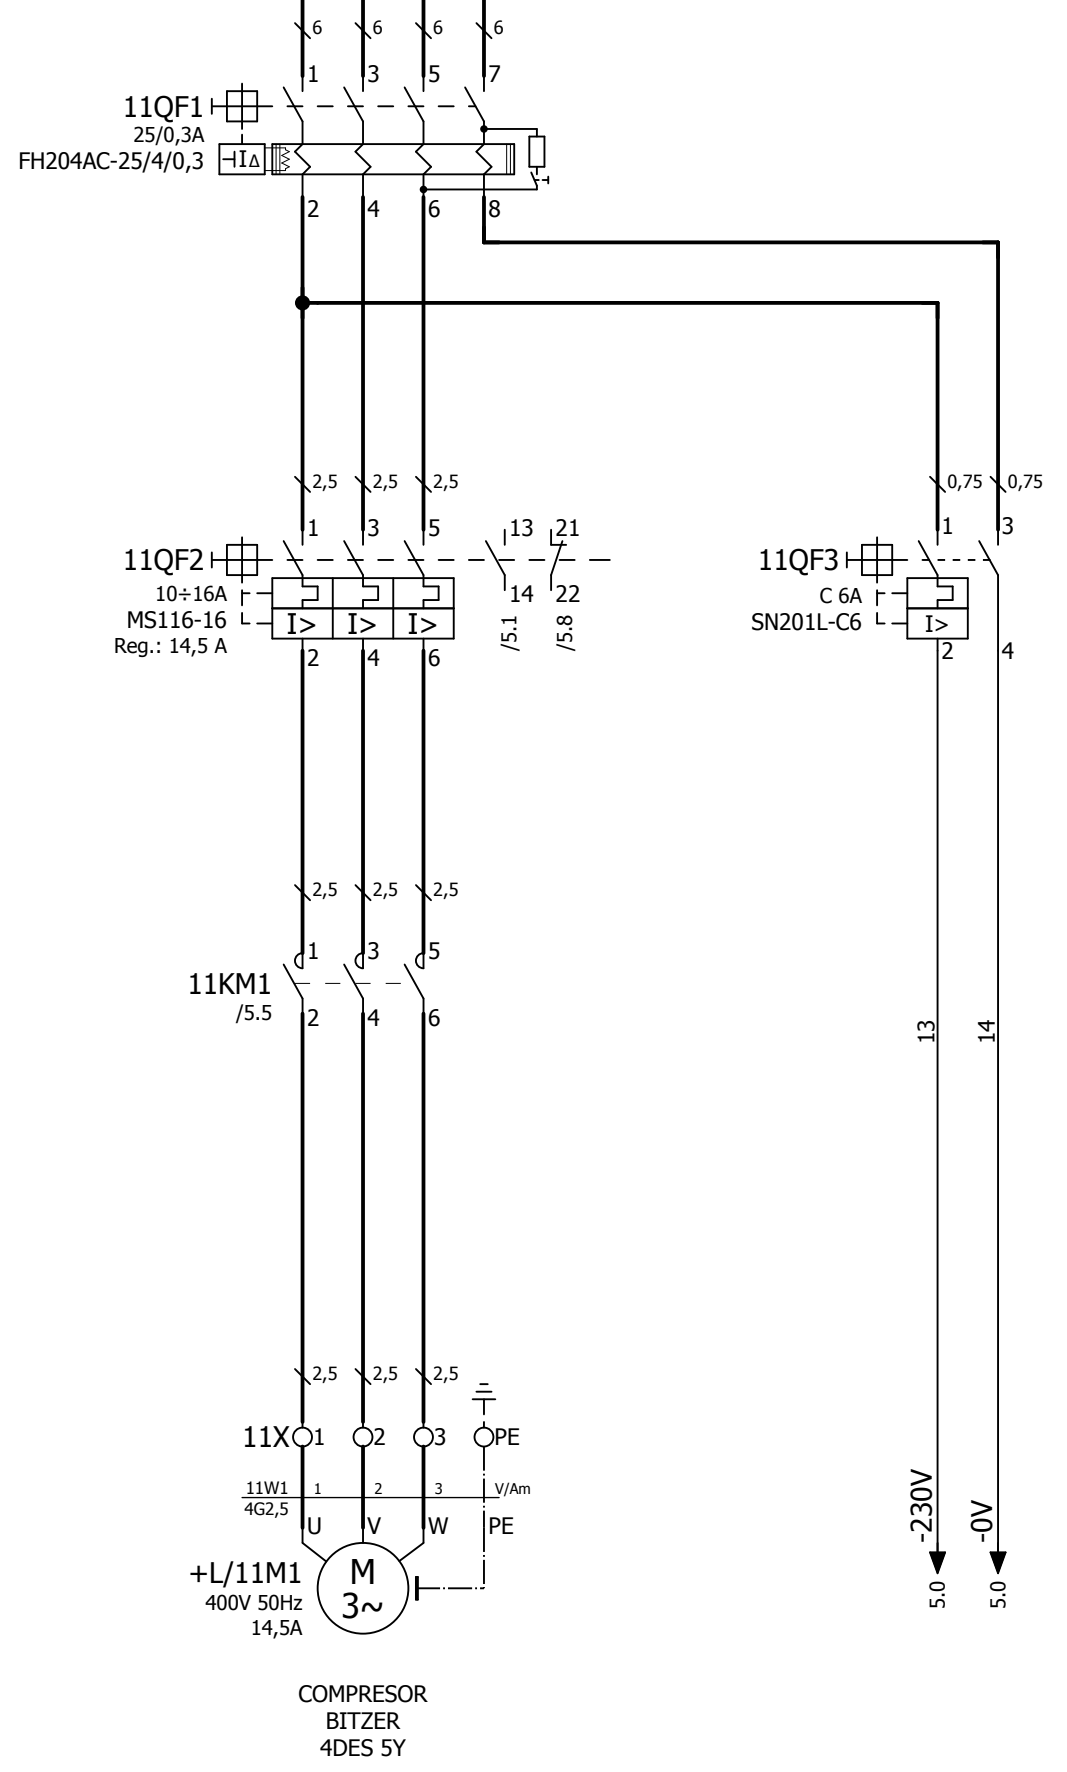 6 6 6 6
1 3 5 7
11QF1
25/0,3A
FH204AC-25/4/0,3
⊣I∆
2 4 6 8
2,5 2,5 2,5 0,75 0,75
1 3 5 13 21 1 3
11QF2 11QF3
10÷16A 14 22 C 6A
MS116-16 I> I> I> /5.1 /5.8 SN201L-C6 I>
Reg.: 14,5 A
2 4 6 2 4
2,5 2,5 2,5
1 3 5
11KM1
/5.5
2 4 6
13 14
2,5 2,5 2,5
11X 1 2 3 PE
11W1 1 2 3 V/Am
4G2,5
U V W PE
-230V -0V
+L/11M1 M
400V 50Hz 3~
14,5A
5.0 5.0
COMPRESOR
BITZER
4DES 5Y